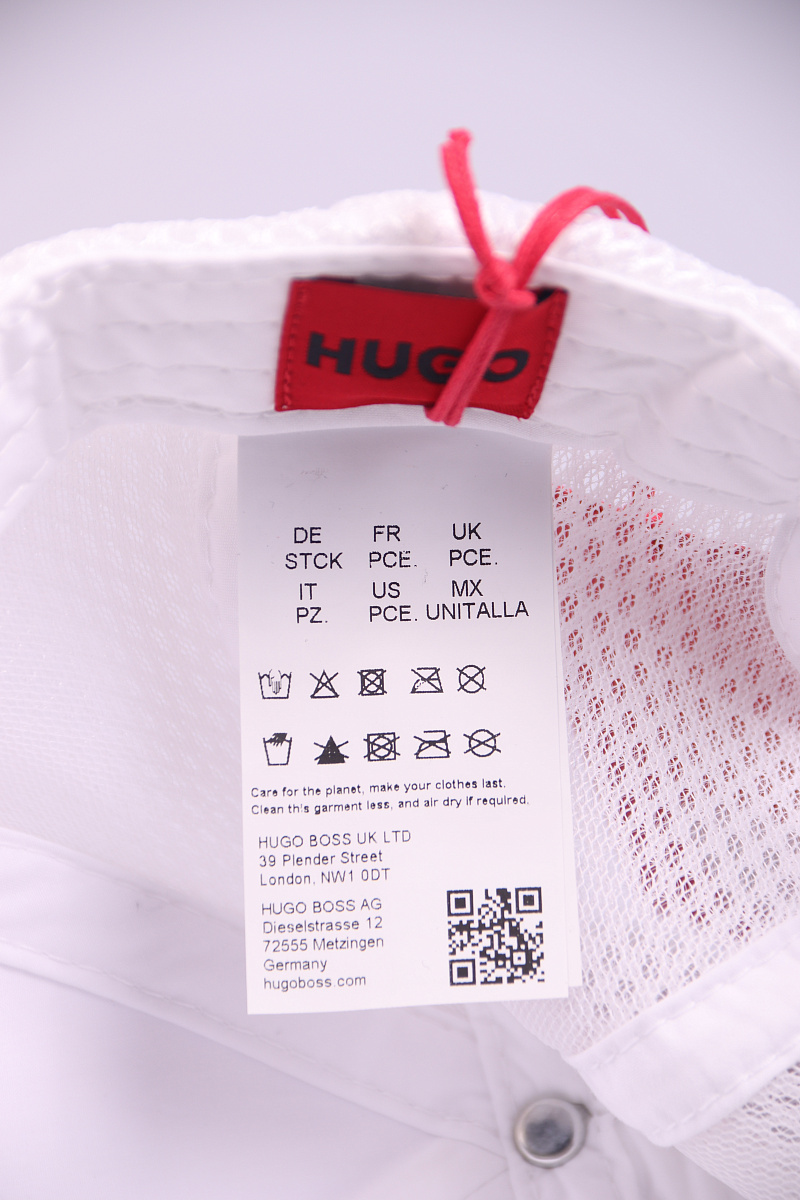 HUGO
DE FR UK
STCK PCE. PCE.
IT US MX
PZ. PCE. UNITALLA
Care for the planet, make your clothes last.
Clean this garment less, and air dry if required.
HUGO BOSS UK LTD
39 Plender Street
London, NW1 0DT
HUGO BOSS AG
Dieselstrasse 12
72555 Metzingen
Germany
hugoboss.com